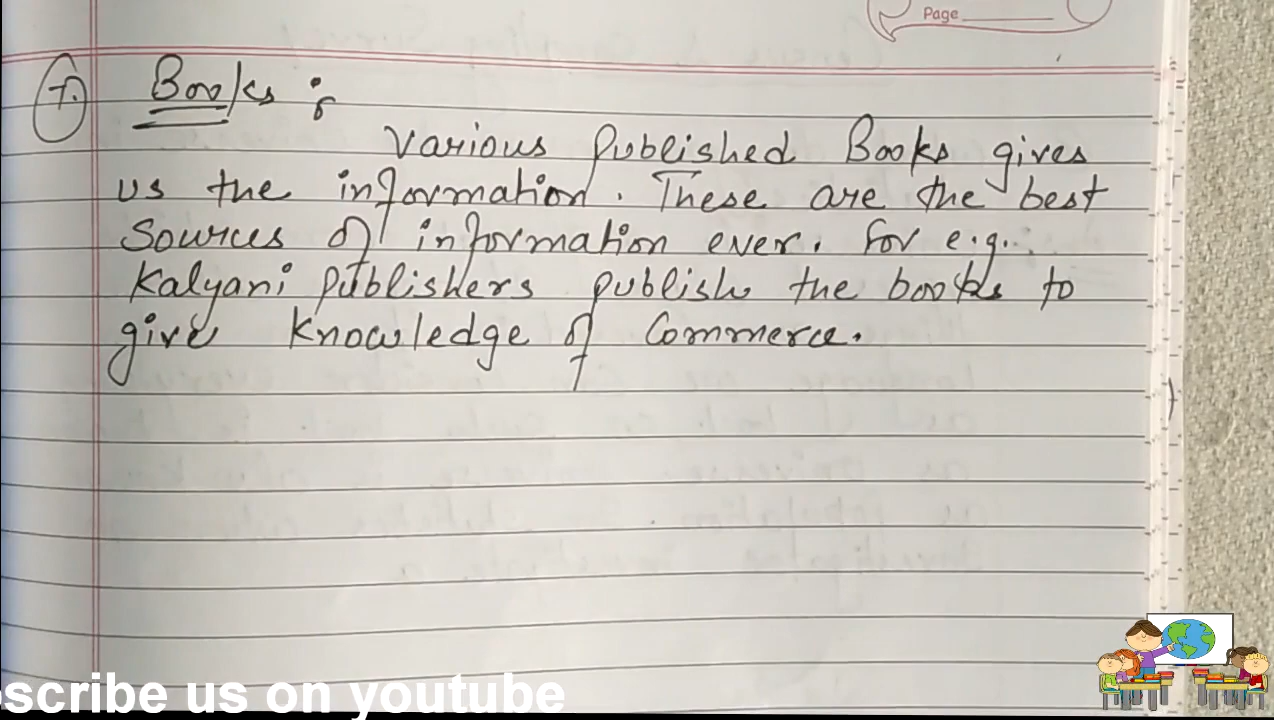 Page
7. Books :
Various Published Books gives
us the information. These are the best
Sources of information ever. For e.g.
Kalyani Publishers publish the books to
give Knowledge of Commerce.
scribe us on youtube